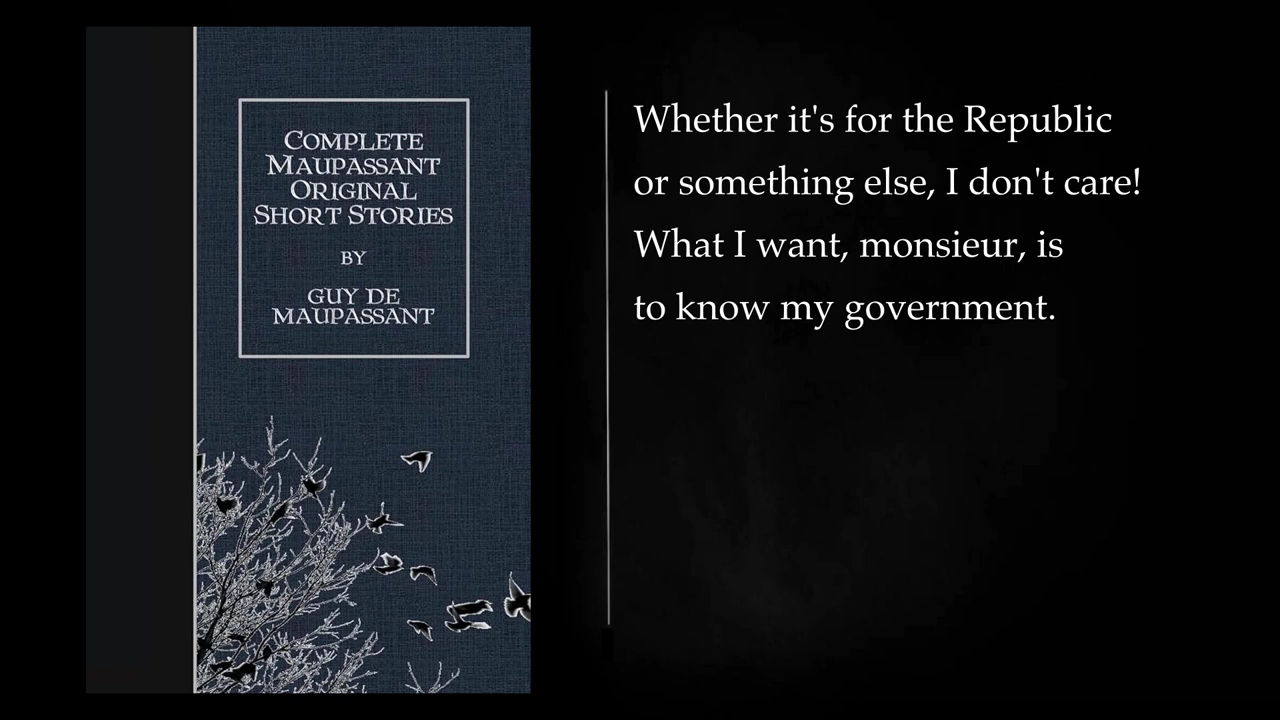 COMPLETE
MAUPASSANT
ORIGINAL
SHORT STORIES
BY
GUY DE
MAUPASSANT
Whether it's for the Republic
or something else, I don't care!
What I want, monsieur, is
to know my government.